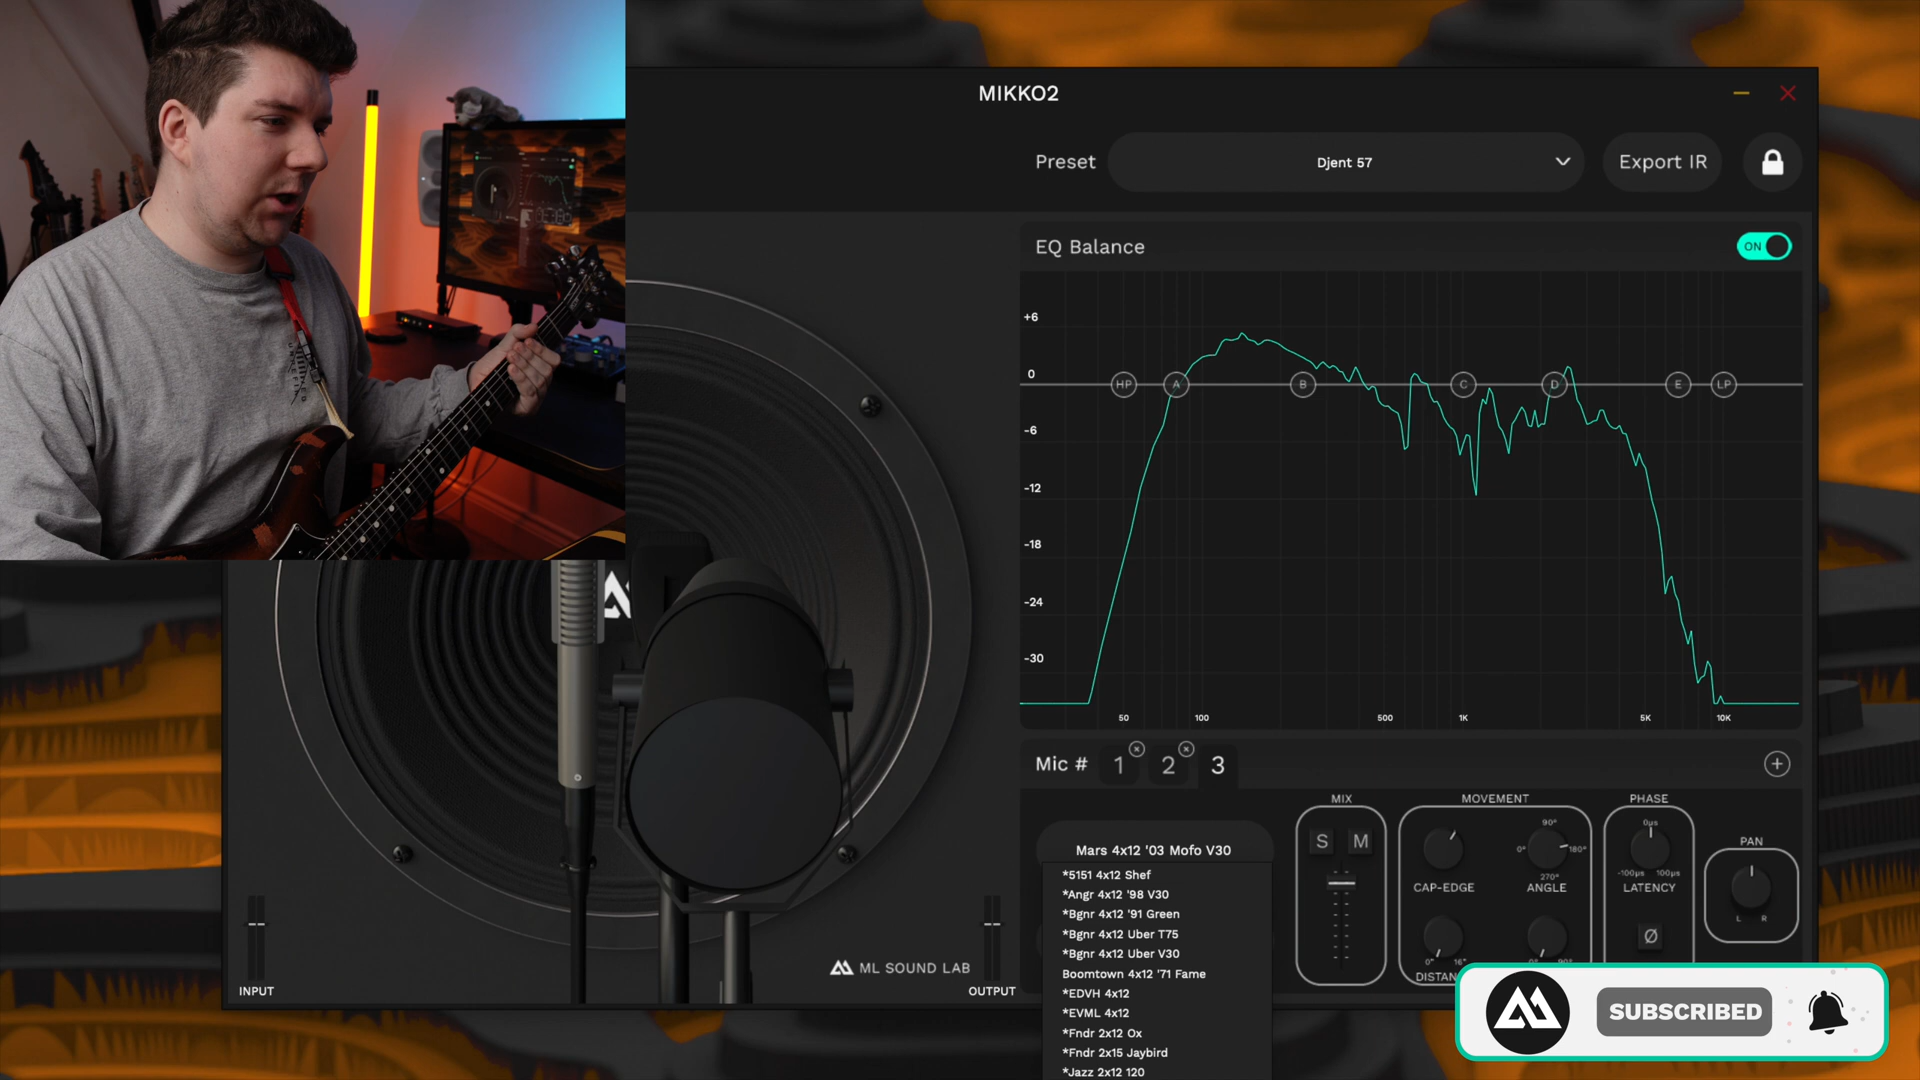 MIKKO2
Preset
Djent 57
Export IR
EQ Balance
ON
+6
0
-6
-12
-18
-24
-30
HP
A
B
C
D
E
LP
50
100
500
1K
5K
10K
Mic #
1
2
3
MIX
S
M
MOVEMENT
CAP-EDGE
90°
0°
180°
270°
ANGLE
0"
16"
0°
90°
PHASE
0µs
-100µs
100µs
LATENCY
Ø
PAN
L
R
Mars 4x12 '03 Mofo V30
*5151 4x12 Shef
*Angr 4x12 '98 V30
*Bgnr 4x12 '91 Green
*Bgnr 4x12 Uber T75
*Bgnr 4x12 Uber V30
Boomtown 4x12 '71 Fame
*EDVH 4x12
*EVML 4x12
*Fndr 2x12 Ox
*Fndr 2x15 Jaybird
*Jazz 2x12 120
ML SOUND LAB
INPUT
OUTPUT
SUBSCRIBED